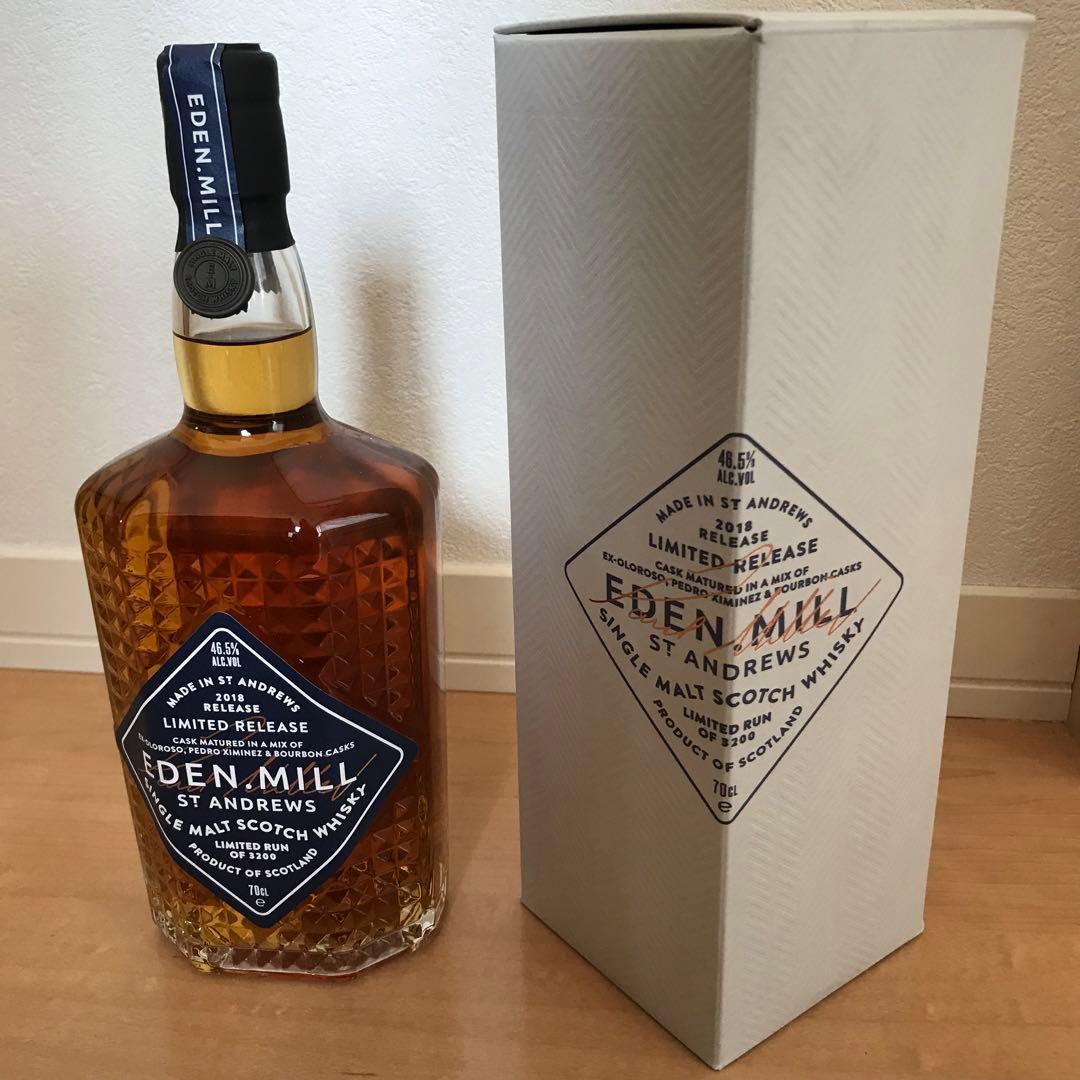 EDEN.MILL
SINGLE MALT
E
M
SCOTCH WHISKY
46.5%
ALC.VOL
MADE IN ST ANDREWS
2018
RELEASE
LIMITED RELEASE
CASK MATURED IN A MIX OF
EX-OLOROSO, PEDRO XIMINEZ & BOURBON CASKS
EDEN.MILL
ST ANDREWS
SINGLE MALT SCOTCH WHISKY
LIMITED RUN
OF 3200
PRODUCT OF SCOTLAND
70CL
e
46.5%
ALC.VOL
MADE IN ST ANDREWS
2018
RELEASE
LIMITED RELEASE
CASK MATURED IN A MIX OF
EX-OLOROSO, PEDRO XIMINEZ & BOURBON CASKS
EDEN.MILL
ST ANDREWS
SINGLE MALT SCOTCH WHISKY
LIMITED RUN
OF 3200
PRODUCT OF SCOTLAND
70CL
e